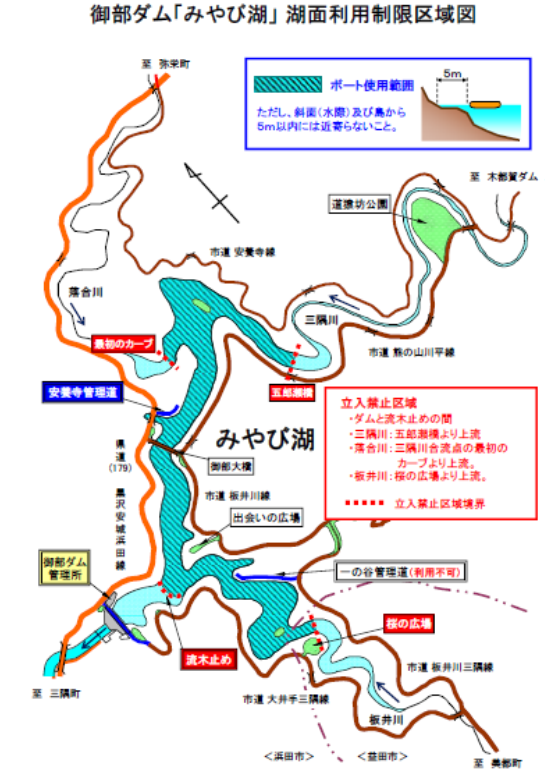 御部ダム「みやび湖」湖面利用制限区域図
至 弥栄町
5m
ボート使用範囲
ただし、斜面(水際)及び島から
5m以内には近寄らないこと。
至 木都賀ダム
道猿坊公園
市道 安養寺線
落合川
三隅川
最初のカーブ
市道 熊の山川平線
五郎瀬橋
安養寺管理道
立入禁止区域
・ダムと流木止めの間
・三隅川:五郎瀬橋より上流
・落合川:三隅川合流点の最初の
カーブより上流。
・板井川:桜の広場より上流。
立入禁止区域境界
みやび湖
県道(179) 黒沢安城浜田線
御部大橋
市道 板井川線
出会いの広場
御部ダム
管理所
一の谷管理道(利用不可)
桜の広場
流木止め
市道 板井川三隅線
至 三隅町
市道 大井手三隅線
板井川
<浜田市>
<益田市>
至 美都町